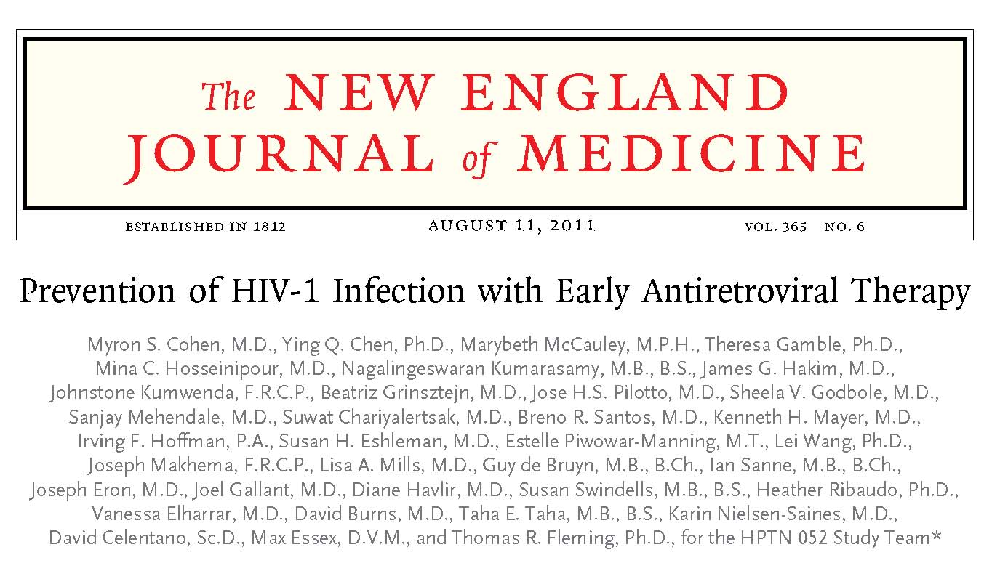 The NEW ENGLAND
JOURNAL of MEDICINE
ESTABLISHED IN 1812 AUGUST 11, 2011 VOL. 365 NO. 6
Prevention of HIV-1 Infection with Early Antiretroviral Therapy
Myron S. Cohen, M.D., Ying Q. Chen, Ph.D., Marybeth McCauley, M.P.H., Theresa Gamble, Ph.D.,
Mina C. Hosseinipour, M.D., Nagalingeswaran Kumarasamy, M.B., B.S., James G. Hakim, M.D.,
Johnstone Kumwenda, F.R.C.P., Beatriz Grinsztejn, M.D., Jose H.S. Pilotto, M.D., Sheela V. Godbole, M.D.,
Sanjay Mehendale, M.D., Suwat Chariyalertsak, M.D., Breno R. Santos, M.D., Kenneth H. Mayer, M.D.,
Irving F. Hoffman, P.A., Susan H. Eshleman, M.D., Estelle Piwowar-Manning, M.T., Lei Wang, Ph.D.,
Joseph Makhema, F.R.C.P., Lisa A. Mills, M.D., Guy de Bruyn, M.B., B.Ch., Ian Sanne, M.B., B.Ch.,
Joseph Eron, M.D., Joel Gallant, M.D., Diane Havlir, M.D., Susan Swindells, M.B., B.S., Heather Ribaudo, Ph.D.,
Vanessa Elharrar, M.D., David Burns, M.D., Taha E. Taha, M.B., B.S., Karin Nielsen-Saines, M.D.,
David Celentano, Sc.D., Max Essex, D.V.M., and Thomas R. Fleming, Ph.D., for the HPTN 052 Study Team*